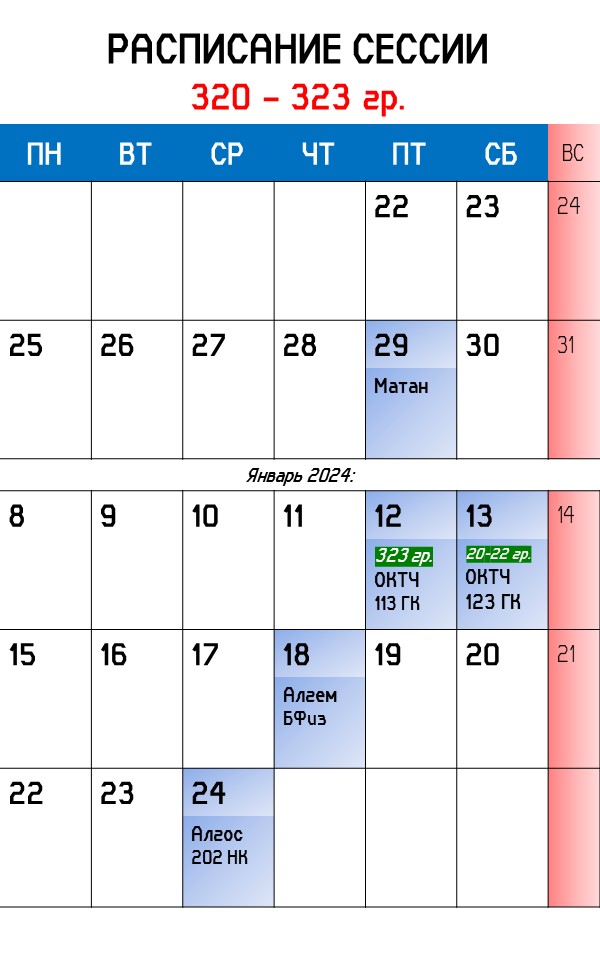 РАСПИСАНИЕ СЕССИИ
320 – 323 гр.
ПН ВТ СР ЧТ ПТ СБ ВС
22 23 24
25 26 27 28 29 30 31
Матан
Январь 2024:
8 9 10 11 12 13 14
323 гр. 20-22 гр.
ОКТЧ ОКТЧ
113 ГК 123 ГК
15 16 17 18 19 20 21
Алгем
БФиз
22 23 24
Алгос
202 НК